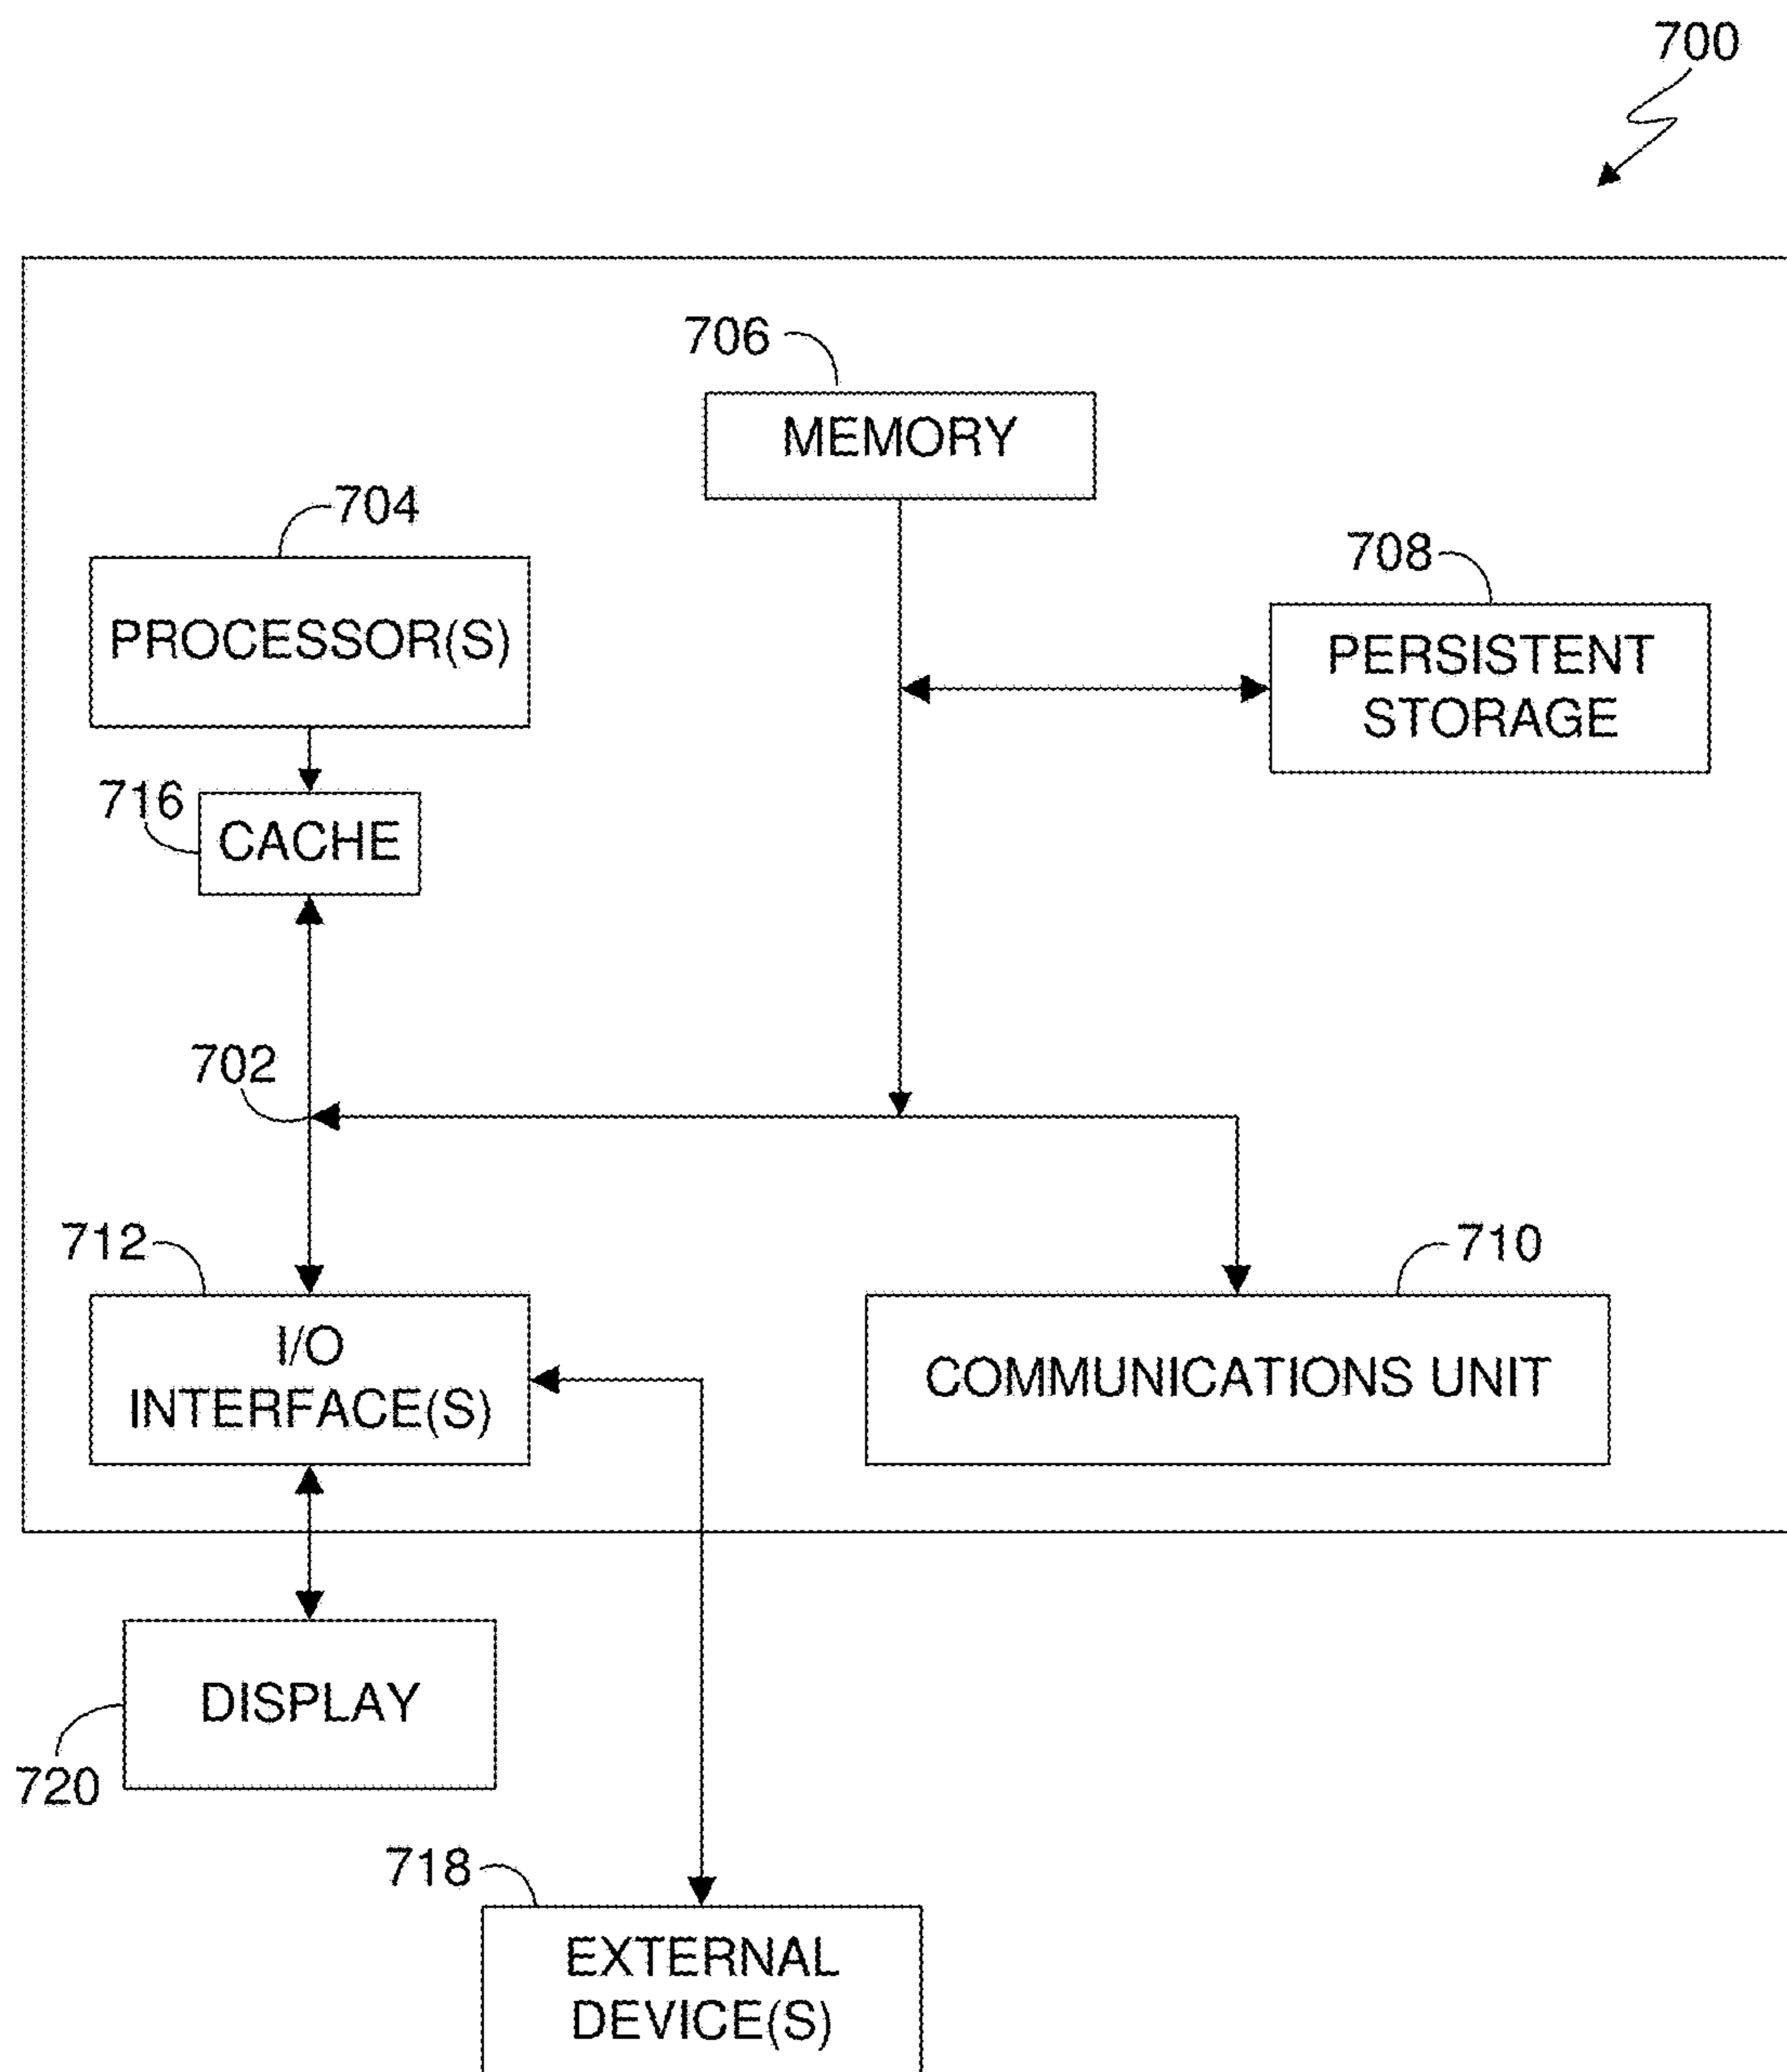 700
706
MEMORY
704
PROCESSOR(S)
708
PERSISTENT
STORAGE
716
CACHE
702
712
I/O
INTERFACE(S)
710
COMMUNICATIONS UNIT
DISPLAY
720
718
EXTERNAL
DEVICE(S)